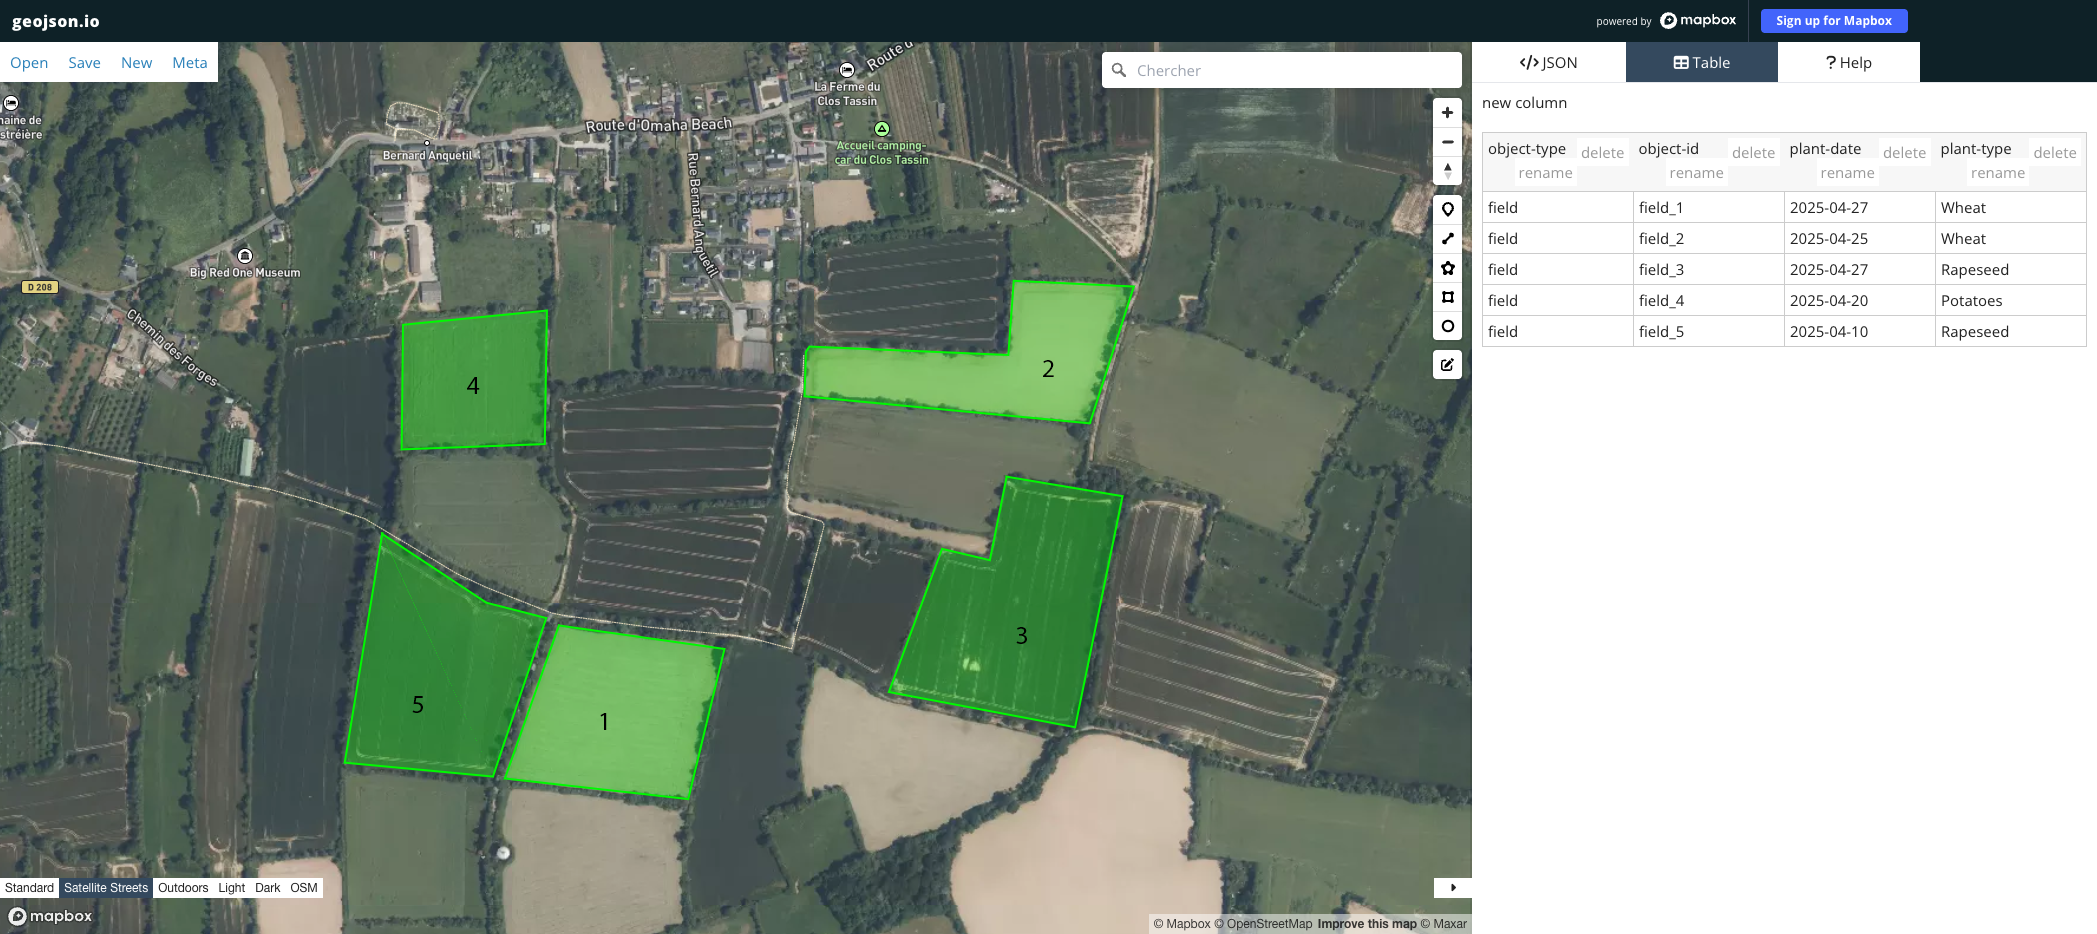 geojson.io
powered by mapbox
Sign up for Mapbox
Open Save New Meta
Chercher
</> JSON
Table
? Help
Route d
La Ferme du
Clos Tassin
Route d'Omaha Beach
Accueil camping-
car du Clos Tassin
Bernard Anquetil
Rue Bernard Anquetil
maine de
stréière
Big Red One Museum
D 208
Chemin des Forges
4
2
3
5
1
new column
object-type delete rename
object-id delete rename
plant-date delete rename
plant-type delete rename
field field_1 2025-04-27 Wheat
field field_2 2025-04-25 Wheat
field field_3 2025-04-27 Rapeseed
field field_4 2025-04-20 Potatoes
field field_5 2025-04-10 Rapeseed
Standard Satellite Streets Outdoors Light Dark OSM
mapbox
© Mapbox © OpenStreetMap Improve this map © Maxar